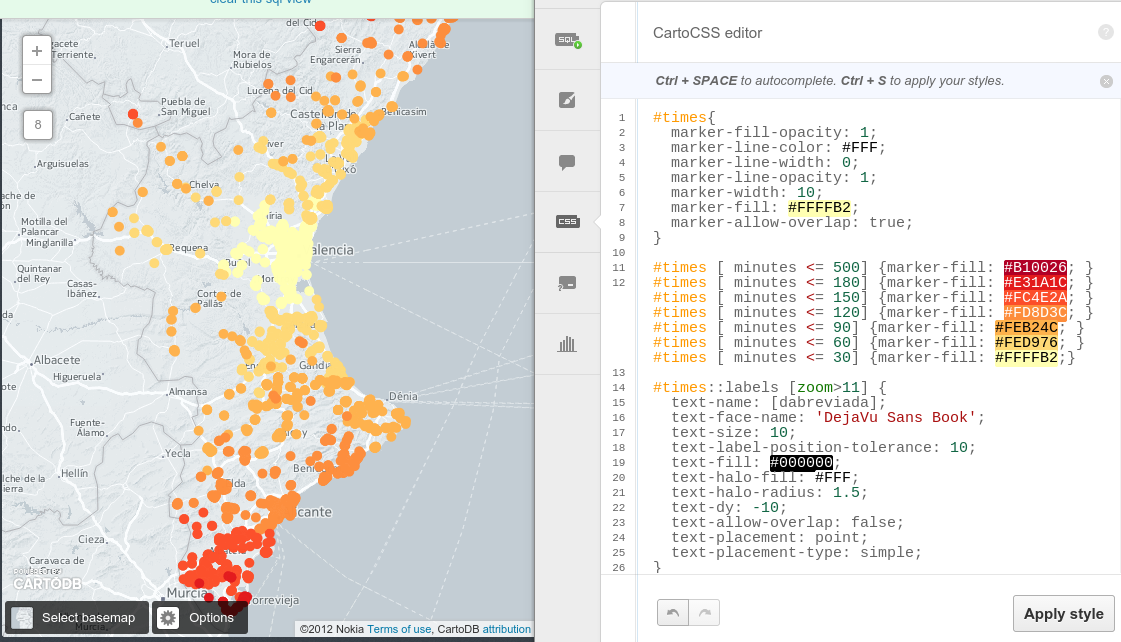 clear this sql view
del Cid
Alcalà de
Xivert
Teruel
Sierra
Engarcerán
Mora de
Rubielos
Lucena del Cid
Puebla de
San Miguel
Castellón de
la Plana
Benicasim
Cañete
8
Arguisuelas
Chelva
Motilla del
Palancar
Minglanilla
Requena
Valencia
Quintanar
del Rey
Casas-
Ibáñez
Cortes de
Pallás
Albacete
Higueruela
Gandia
Dénia
Almansa
Fuente-
Álamo
Yecla
Hellín
Elda
Cieza
Caravaca de
Murcia
Torrevieja
CARTODB
Select basemap
Options
©2012 Nokia Terms of use, CartoDB attribution
SQL
CSS
CartoCSS editor
?
Ctrl + SPACE to autocomplete. Ctrl + S to apply your styles.
1 #times{
2 marker-fill-opacity: 1;
3 marker-line-color: #FFF;
4 marker-line-width: 0;
5 marker-line-opacity: 1;
6 marker-width: 10;
7 marker-fill: #FFFFB2;
8 marker-allow-overlap: true;
9 }
10
11 #times [ minutes <= 500] {marker-fill: #B10026; }
12 #times [ minutes <= 180] {marker-fill: #E31A1C; }
#times [ minutes <= 150] {marker-fill: #FC4E2A; }
#times [ minutes <= 120] {marker-fill: #FD8D3C; }
#times [ minutes <= 90] {marker-fill: #FEB24C; }
#times [ minutes <= 60] {marker-fill: #FED976; }
#times [ minutes <= 30] {marker-fill: #FFFFB2;}
13
14 #times::labels [zoom>11] {
15 text-name: [dabreviada];
16 text-face-name: 'DejaVu Sans Book';
17 text-size: 10;
18 text-label-position-tolerance: 10;
19 text-fill: #000000;
20 text-halo-fill: #FFF;
21 text-halo-radius: 1.5;
22 text-dy: -10;
23 text-allow-overlap: false;
24 text-placement: point;
25 text-placement-type: simple;
26 }
Apply style